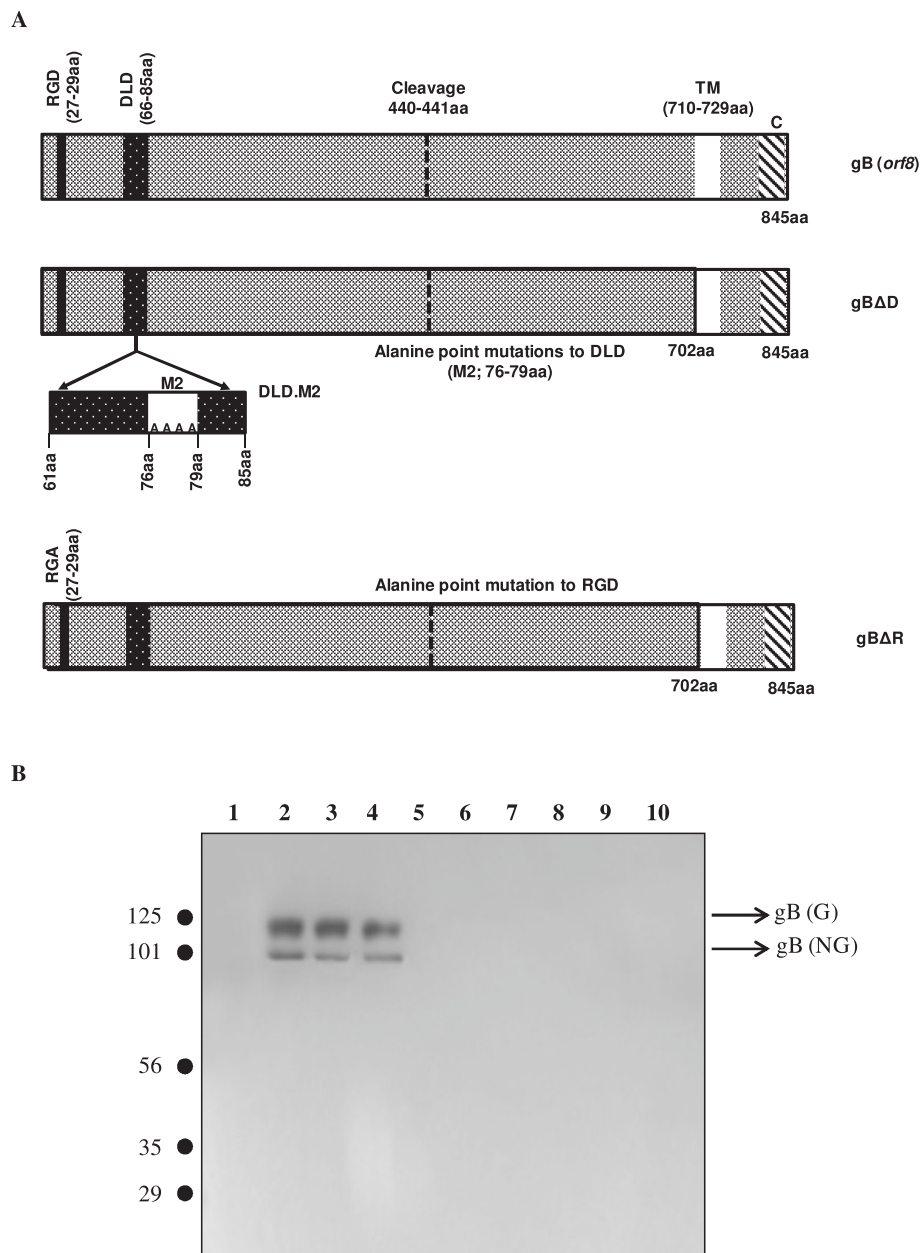 A
RGD
(27-29aa)
DLD
(66-85aa)
Cleavage
440-441aa
TM
(710-729aa)
C
gB (orf8)
845aa
gBΔD
Alanine point mutations to DLD
(M2; 76-79aa)
702aa
845aa
M2
DLD.M2
A A A A
61aa
76aa
79aa
85aa
RGA
(27-29aa)
Alanine point mutation to RGD
gBΔR
702aa
845aa
B
1 2 3 4 5 6 7 8 9 10
125
gB (G)
101
gB (NG)
56
35
29